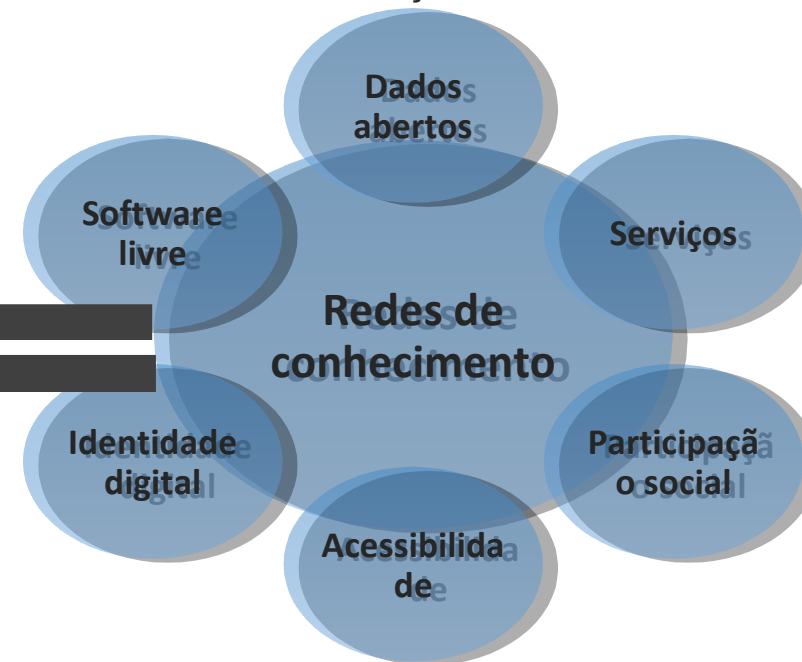 Dados
abertos
Software
livre
Serviços
Redes de
conhecimento
Identidade
digital
Participaçã
o social
Acessibilida
de